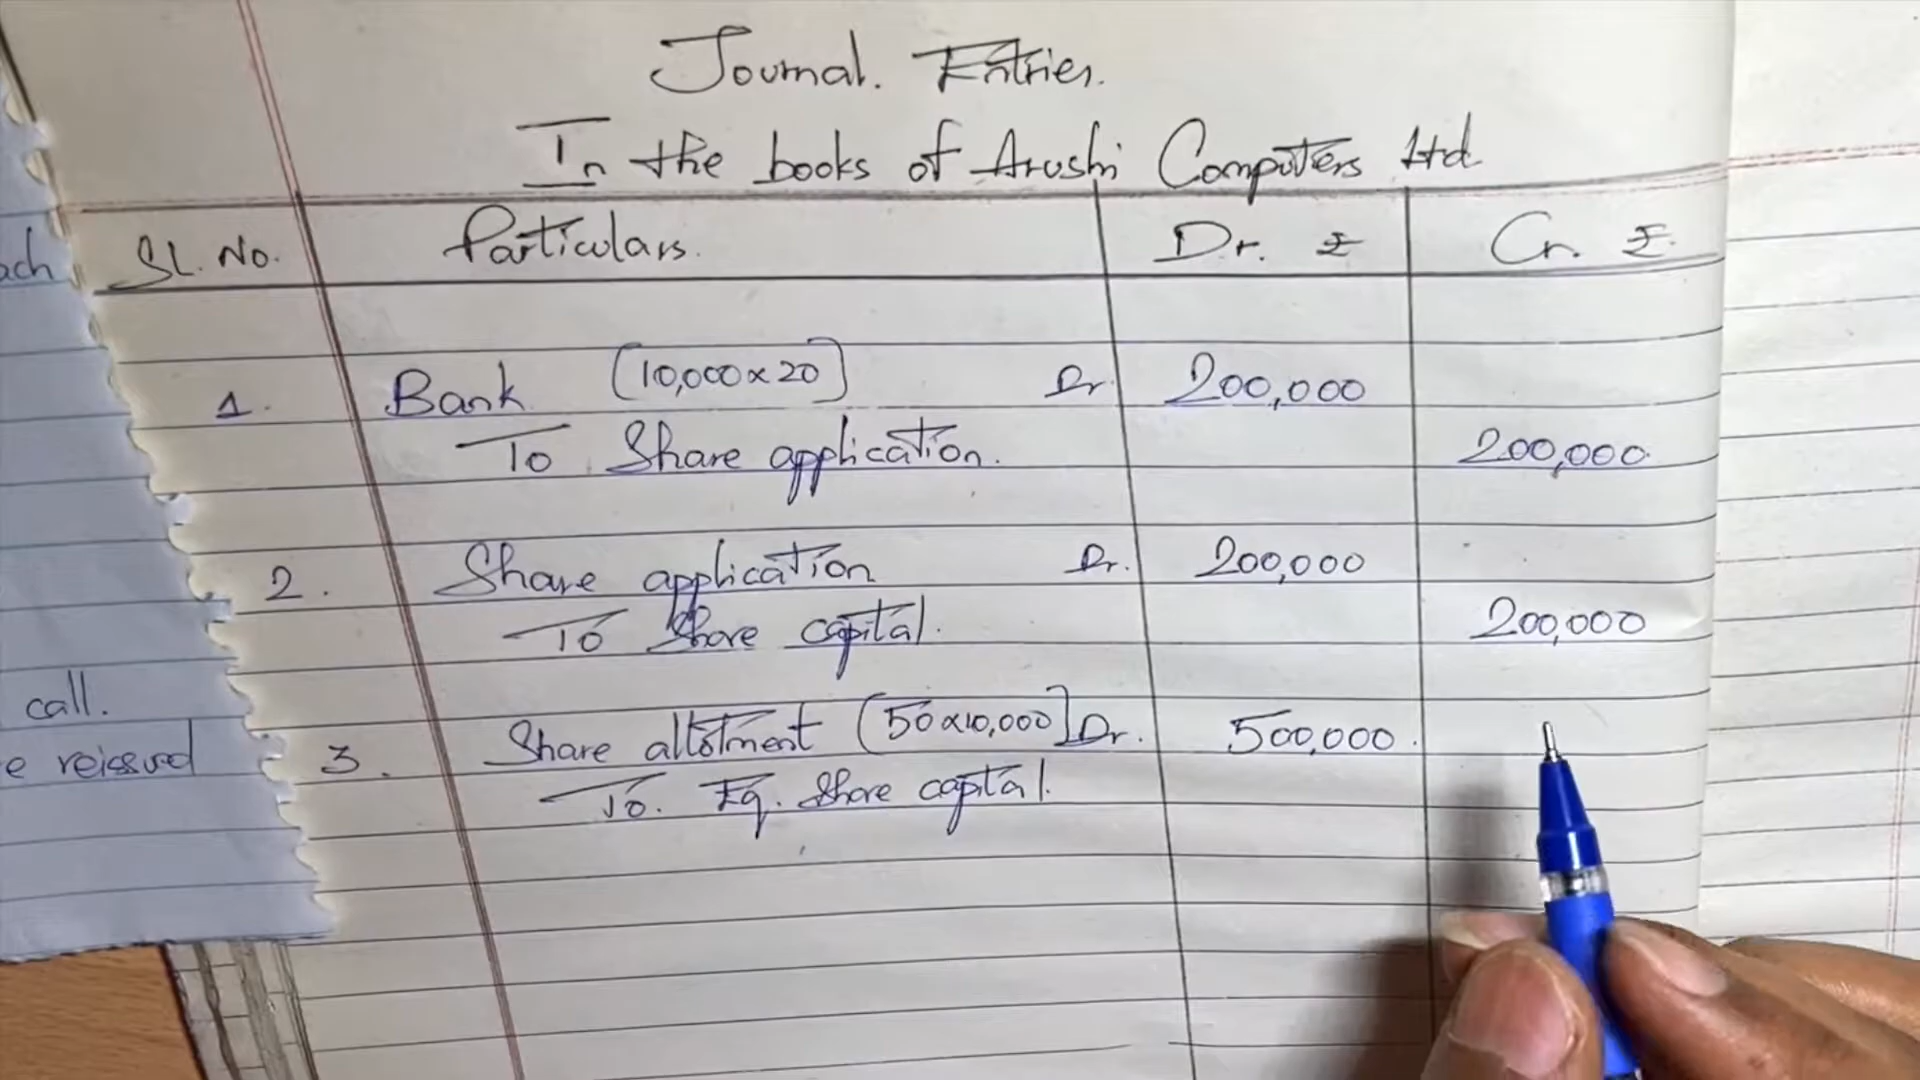 Journal. Entries.
In the books of Arushi Computers Ltd
SL. No. Particulars. Dr. ₹ Cr. ₹.
1. Bank [10,000 x 20] Dr. 200,000
To Share application. 200,000.
2. Share application Dr. 200,000
To Share capital. 200,000
3. Share allotment [50x10,000] Dr. 500,000.
To. Eq. Share capital.
ach
call.
e reissued